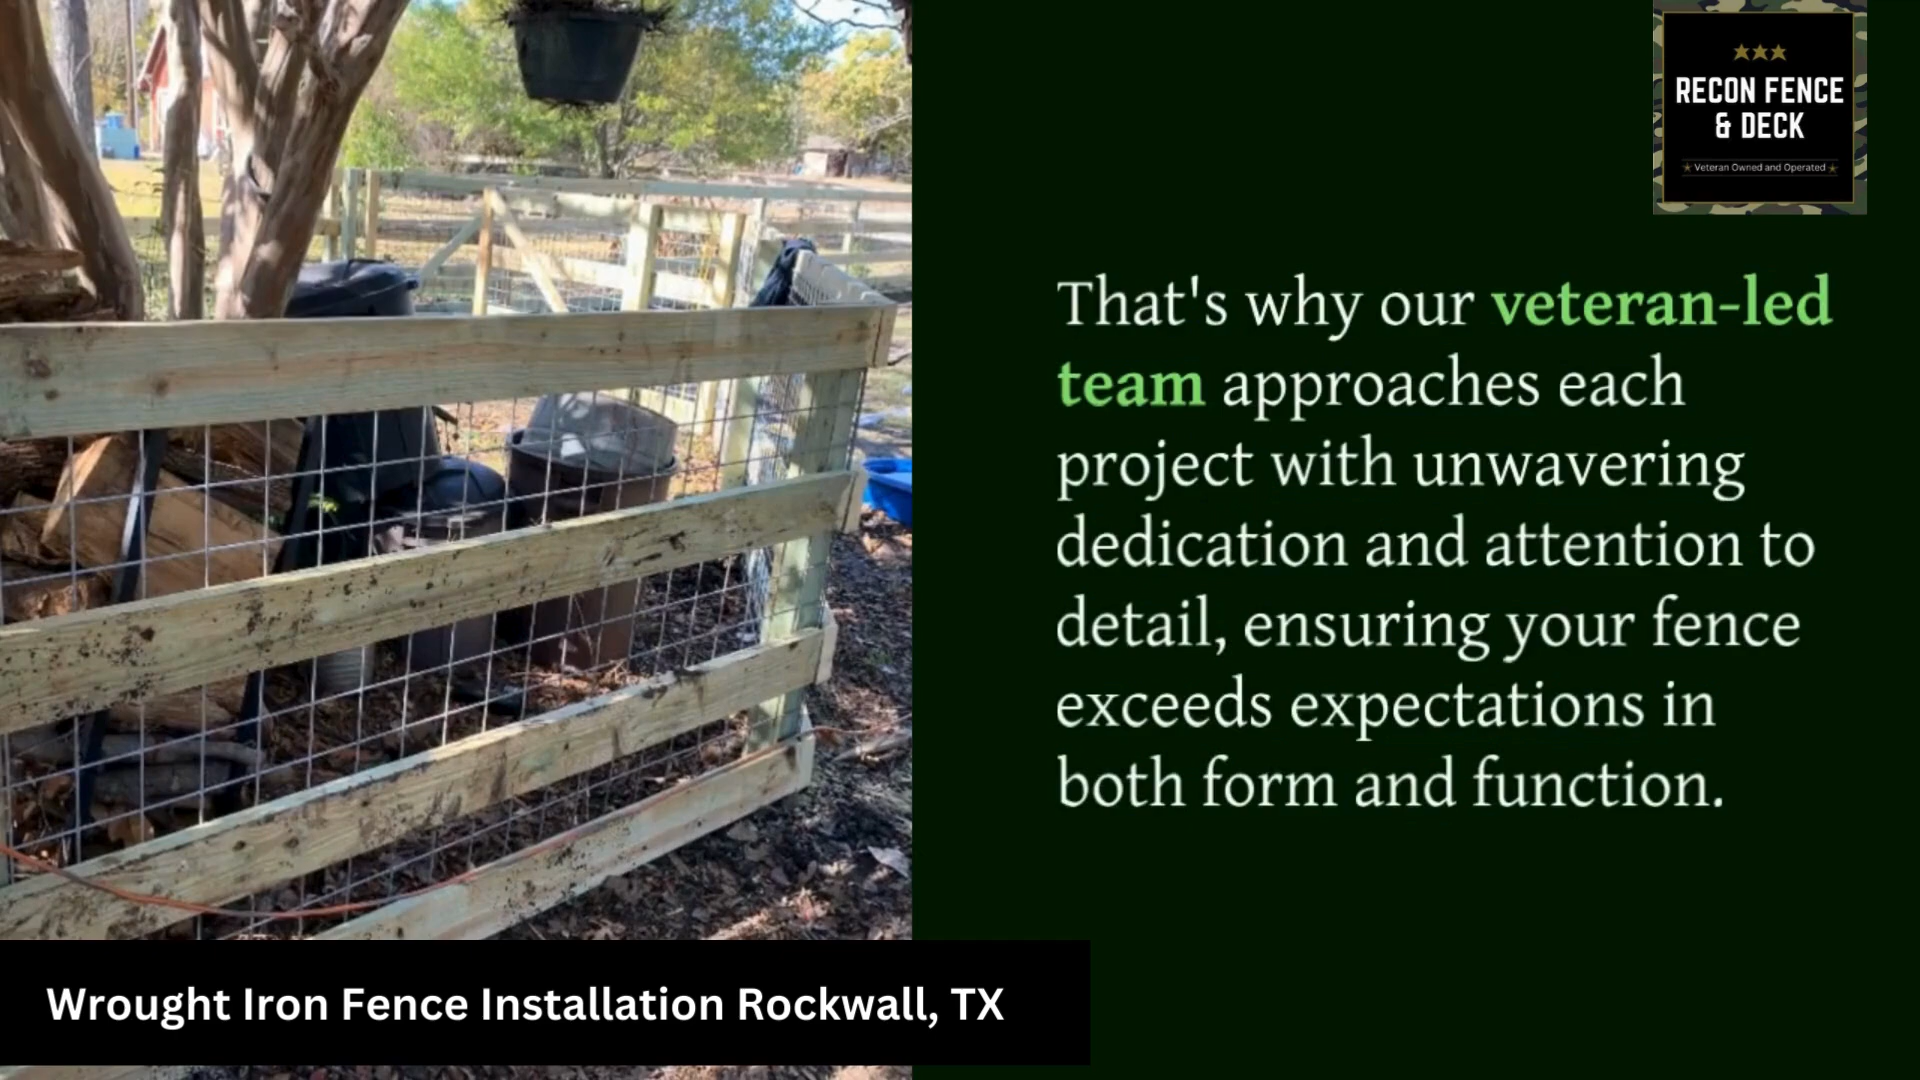 RECON FENCE
& DECK
Veteran Owned and Operated
That's why our veteran-led
team approaches each
project with unwavering
dedication and attention to
detail, ensuring your fence
exceeds expectations in
both form and function.
Wrought Iron Fence Installation Rockwall, TX